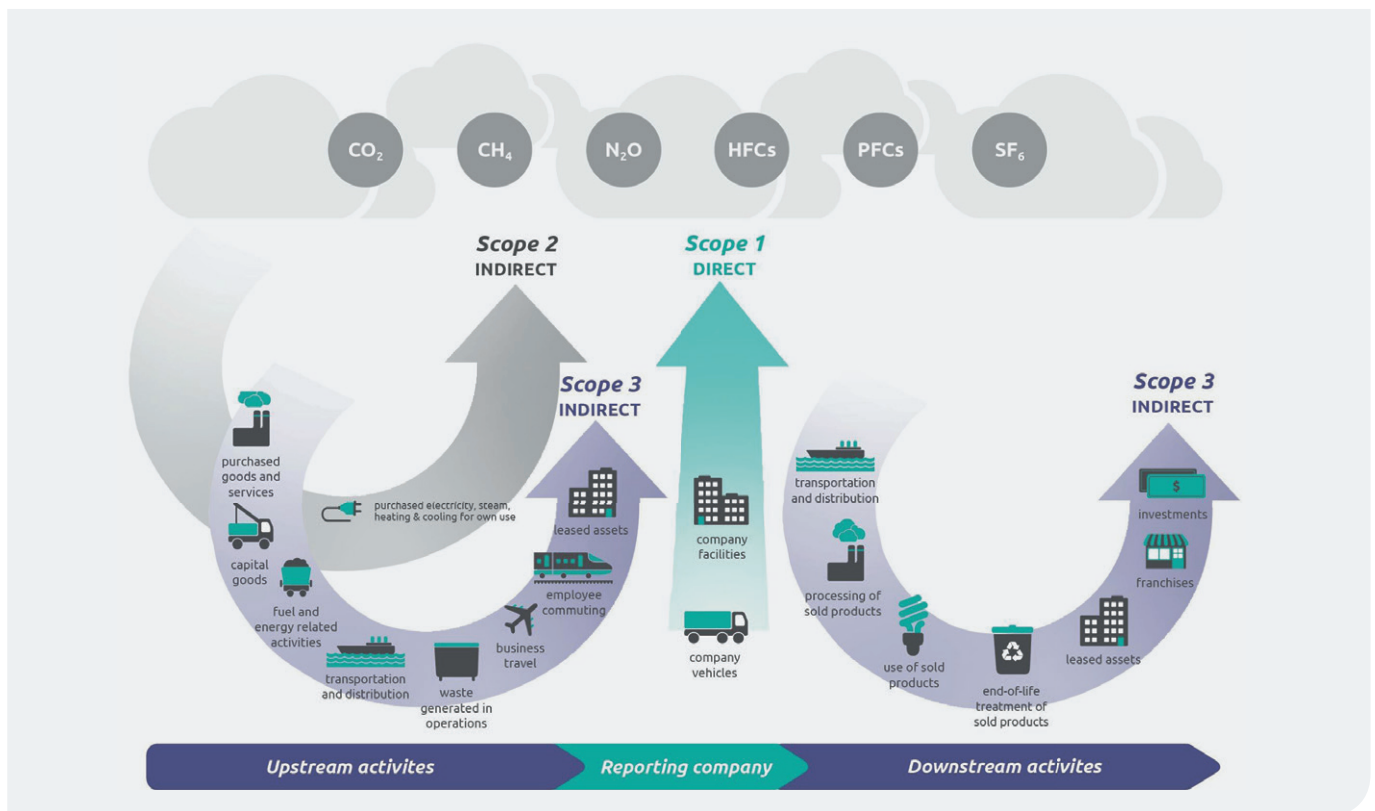 CO₂
CH₄
N₂O
HFCs
PFCs
SF₆
Scope 2
INDIRECT
Scope 1
DIRECT
Scope 3
INDIRECT
Scope 3
INDIRECT
purchased
goods and
services
capital
goods
fuel and
energy related
activities
transportation
and distribution
waste
generated in
operations
business
travel
employee
commuting
leased assets
purchased electricity, steam,
heating & cooling for own use
company
facilities
company
vehicles
transportation
and distribution
processing of
sold products
use of sold
products
end-of-life
treatment of
sold products
leased assets
franchises
$
investments
Upstream activites
Reporting company
Downstream activites